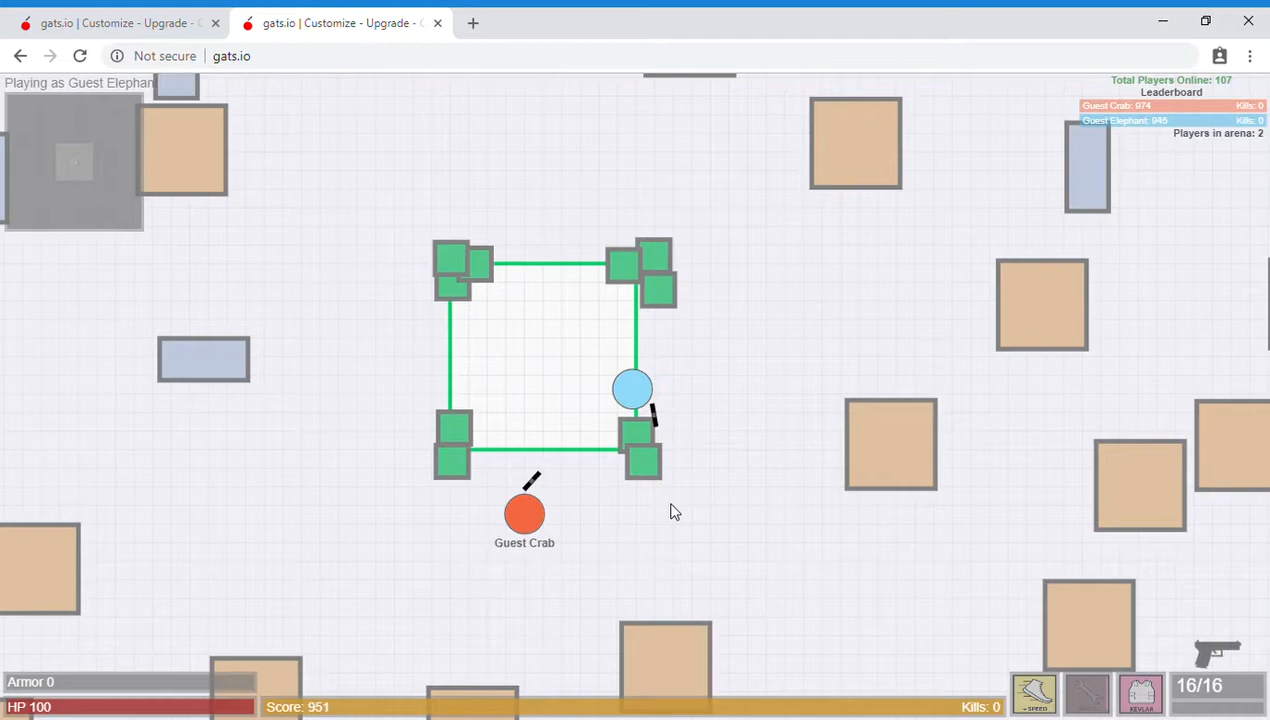 gats.io | Customize - Upgrade - C
gats.io | Customize - Upgrade - C
Not secure | gats.io
Playing as Guest Elephant
Total Players Online: 107
Leaderboard
Guest Crab: 974 Kills: 0
Guest Elephant: 945 Kills: 0
Players in arena: 2
Guest Crab
Armor 0
HP 100
Score: 951
Kills: 0
+SPEED
KEVLAR
16/16